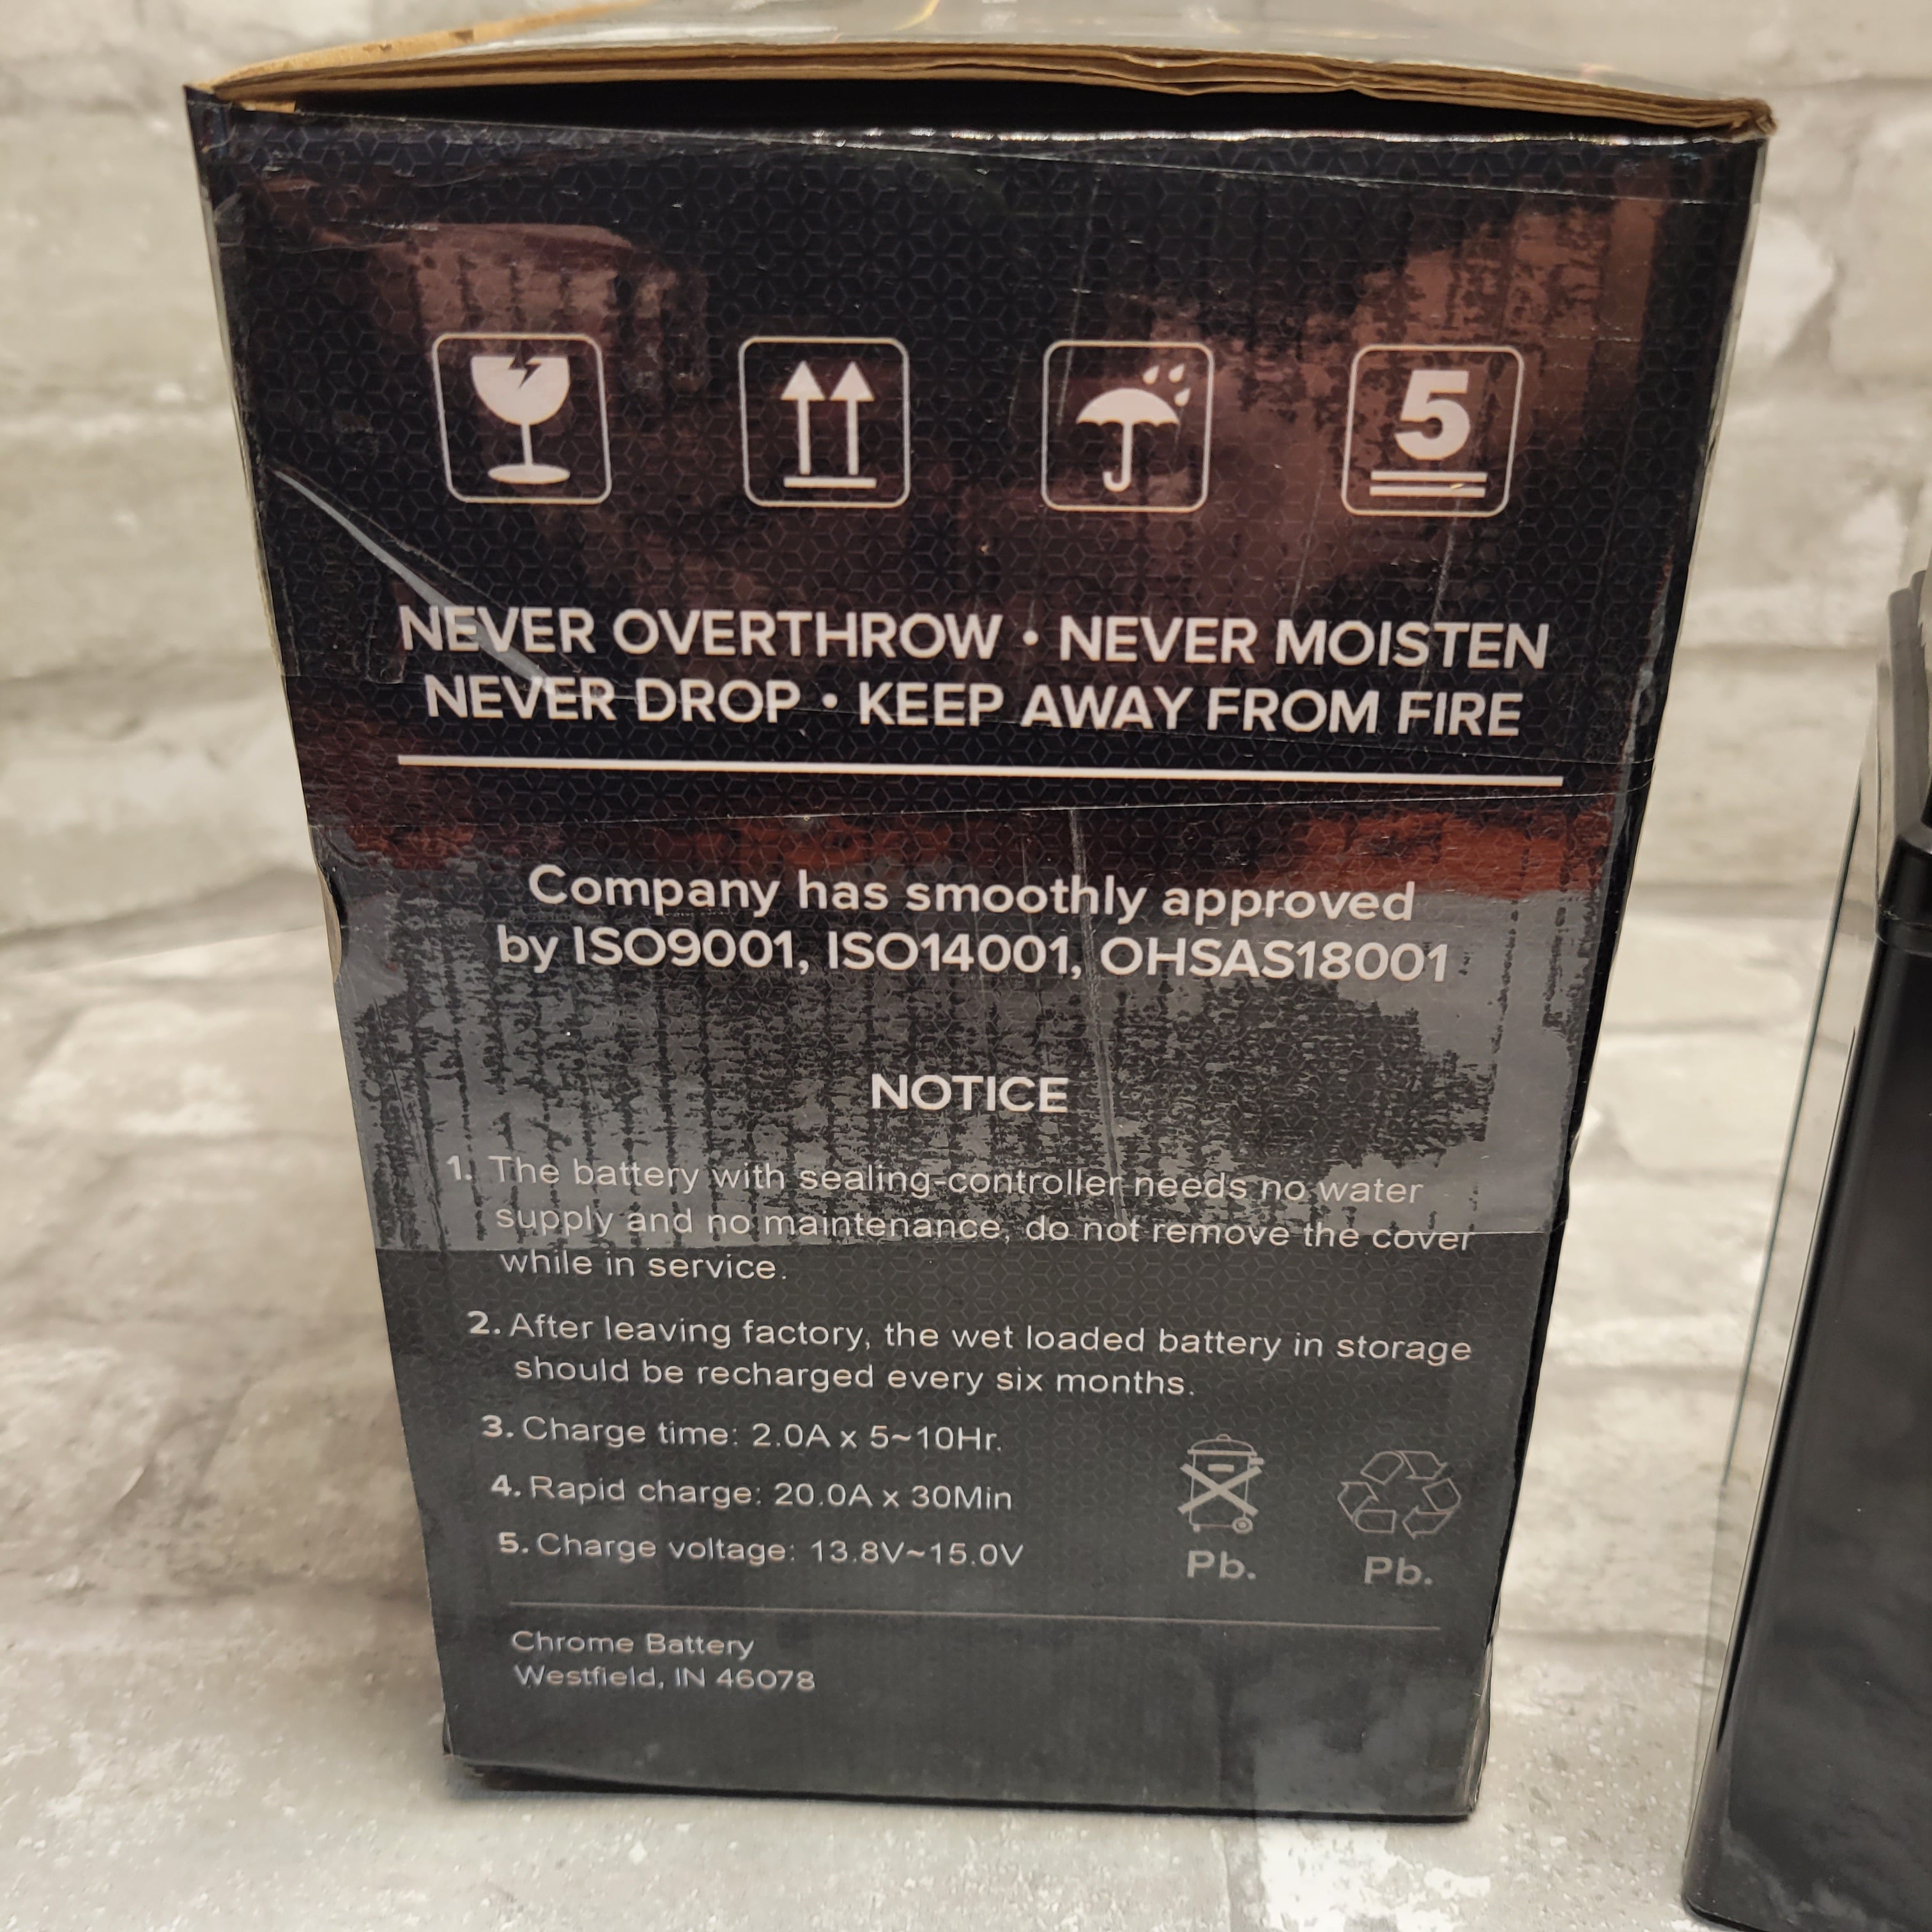 5
NEVER OVERTHROW • NEVER MOISTEN
NEVER DROP • KEEP AWAY FROM FIRE
Company has smoothly approved
by ISO9001, ISO14001, OHSAS18001
NOTICE
1. The battery with sealing-controller needs no water
supply and no maintenance, do not remove the cover
while in service.
2. After leaving factory, the wet loaded battery in storage
should be recharged every six months.
3. Charge time: 2.0A x 5~10Hr.
4. Rapid charge: 20.0A x 30Min
5. Charge voltage: 13.8V~15.0V
Pb. Pb.
Chrome Battery
Westfield, IN 46078